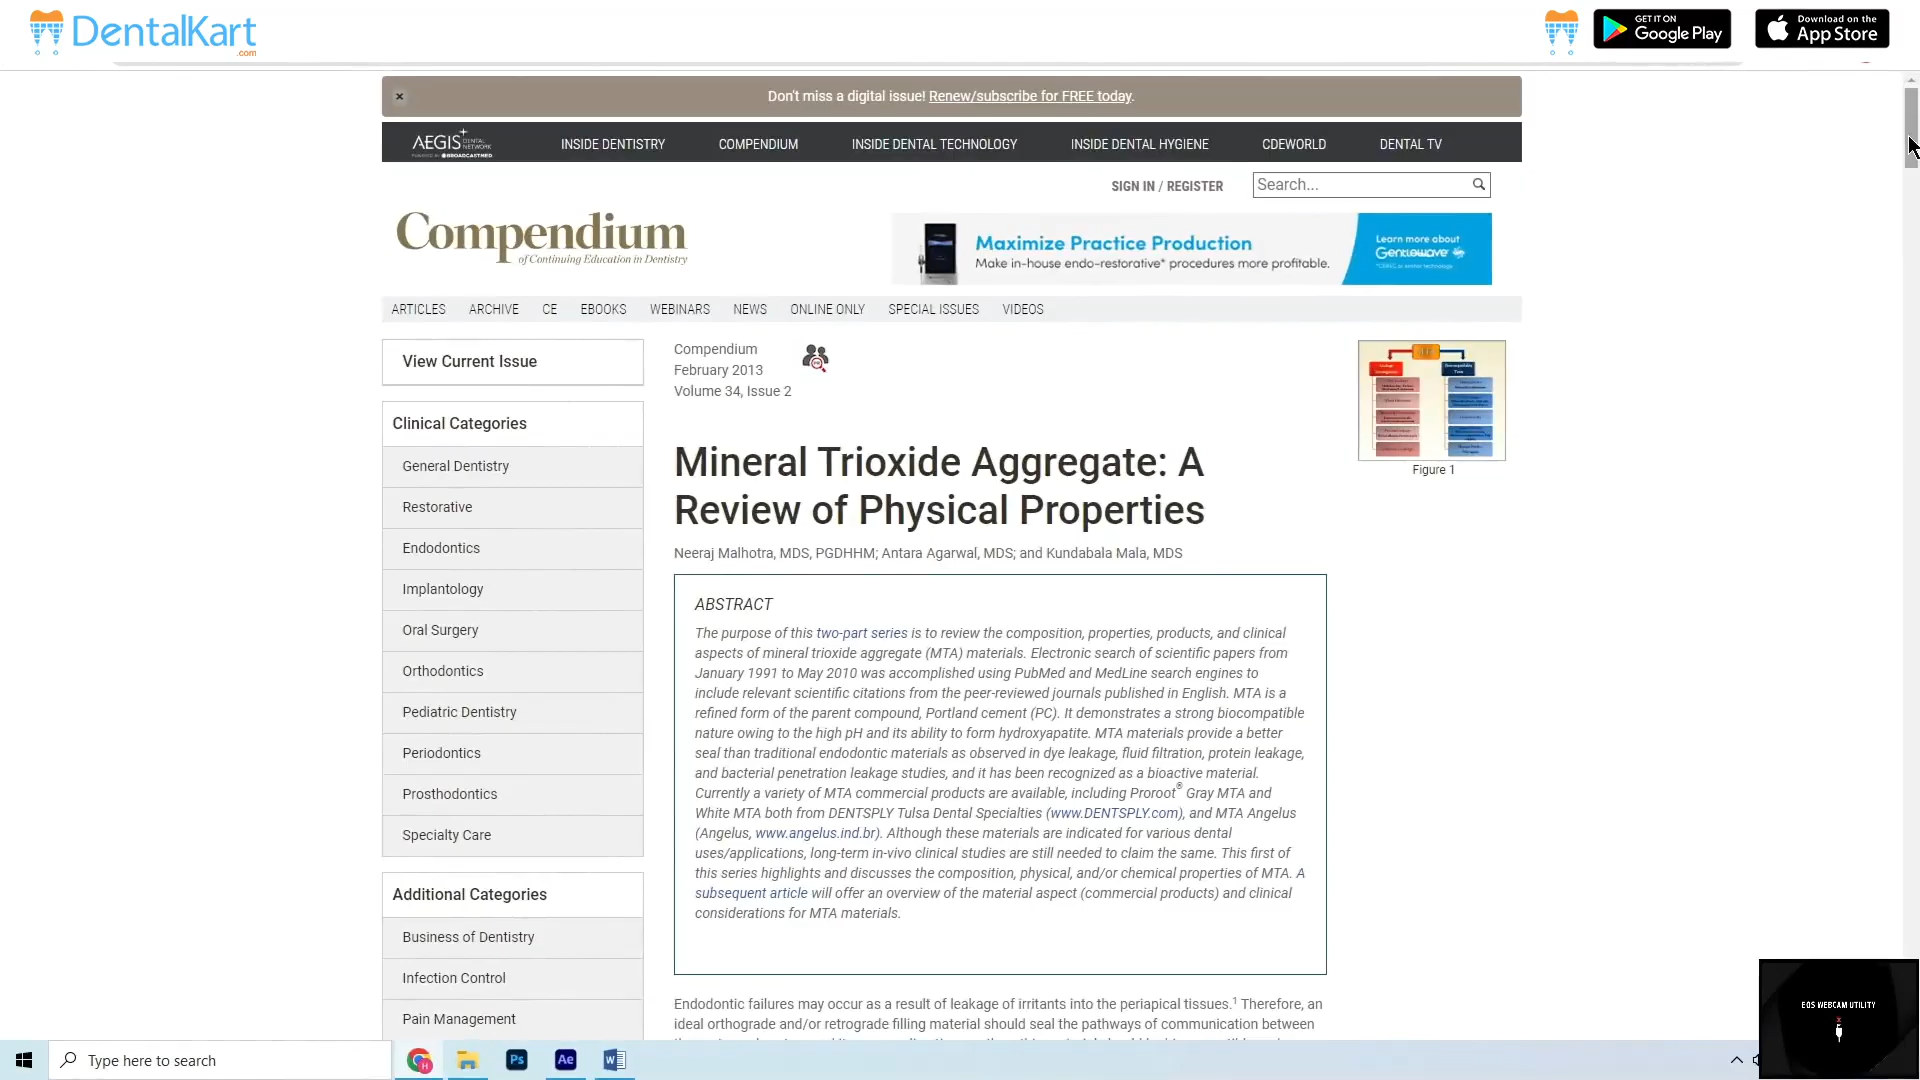 DentalKart
.com
GET IT ON
Google Play
Download on the
App Store
× Don't miss a digital issue! Renew/subscribe for FREE today.
AEGIS DENTAL NETWORK
POWERED BY BROADCASTMED
INSIDE DENTISTRY COMPENDIUM INSIDE DENTAL TECHNOLOGY INSIDE DENTAL HYGIENE CDEWORLD DENTAL TV
SIGN IN / REGISTER
Search...
Compendium
of Continuing Education in Dentistry
Maximize Practice Production
Make in-house endo-restorative* procedures more profitable.
Learn more about
GentleWave
ARTICLES ARCHIVE CE EBOOKS WEBINARS NEWS ONLINE ONLY SPECIAL ISSUES VIDEOS
View Current Issue
Clinical Categories
General Dentistry
Restorative
Endodontics
Implantology
Oral Surgery
Orthodontics
Pediatric Dentistry
Periodontics
Prosthodontics
Specialty Care
Additional Categories
Business of Dentistry
Infection Control
Pain Management
Compendium
February 2013
Volume 34, Issue 2
Mineral Trioxide Aggregate: A
Review of Physical Properties
Neeraj Malhotra, MDS, PGDHHM; Antara Agarwal, MDS; and Kundabala Mala, MDS
ABSTRACT
The purpose of this two-part series is to review the composition, properties, products, and clinical
aspects of mineral trioxide aggregate (MTA) materials. Electronic search of scientific papers from
January 1991 to May 2010 was accomplished using PubMed and MedLine search engines to
include relevant scientific citations from the peer-reviewed journals published in English. MTA is a
refined form of the parent compound, Portland cement (PC). It demonstrates a strong biocompatible
nature owing to the high pH and its ability to form hydroxyapatite. MTA materials provide a better
seal than traditional endodontic materials as observed in dye leakage, fluid filtration, protein leakage,
and bacterial penetration leakage studies, and it has been recognized as a bioactive material.
Currently a variety of MTA commercial products are available, including Proroot® Gray MTA and
White MTA both from DENTSPLY Tulsa Dental Specialties (www.DENTSPLY.com), and MTA Angelus
(Angelus, www.angelus.ind.br). Although these materials are indicated for various dental
uses/applications, long-term in-vivo clinical studies are still needed to claim the same. This first of
this series highlights and discusses the composition, physical, and/or chemical properties of MTA. A
subsequent article will offer an overview of the material aspect (commercial products) and clinical
considerations for MTA materials.
Endodontic failures may occur as a result of leakage of irritants into the periapical tissues.1 Therefore, an
ideal orthograde and/or retrograde filling material should seal the pathways of communication between
Figure 1
EOS WEBCAM UTILITY
Type here to search
Ps
Ae